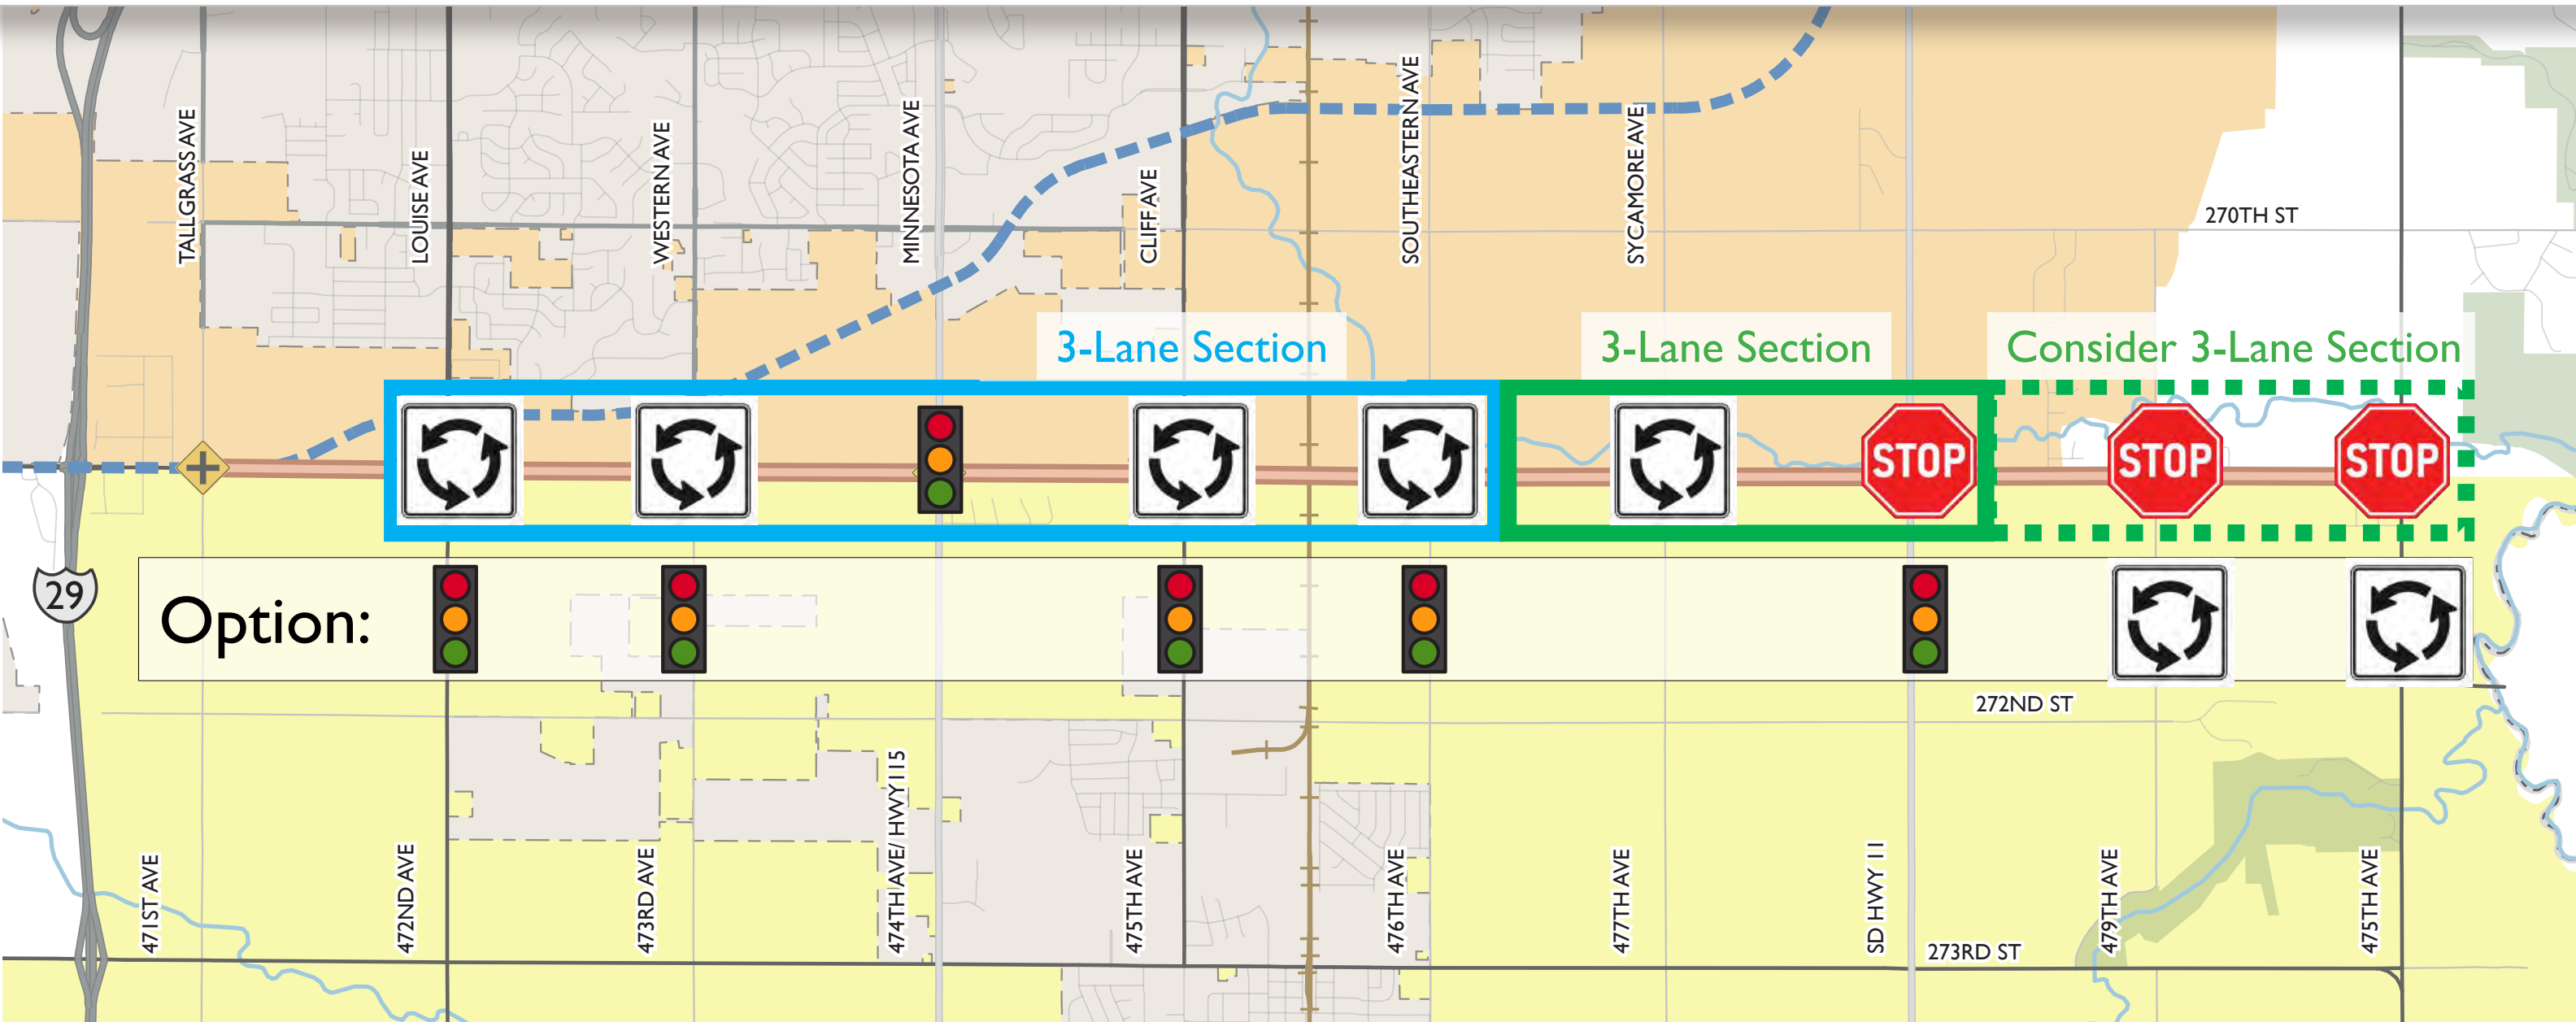 TALLGRASS AVE
LOUISE AVE
WESTERN AVE
MINNESOTA AVE
CLIFF AVE
SOUTHEASTERN AVE
SYCAMORE AVE
270TH ST
3-Lane Section
3-Lane Section
Consider 3-Lane Section
STOP
STOP
STOP
29
Option:
272ND ST
471ST AVE
472ND AVE
473RD AVE
474TH AVE/ HWY 115
475TH AVE
476TH AVE
477TH AVE
SD HWY 11
479TH AVE
475TH AVE
273RD ST